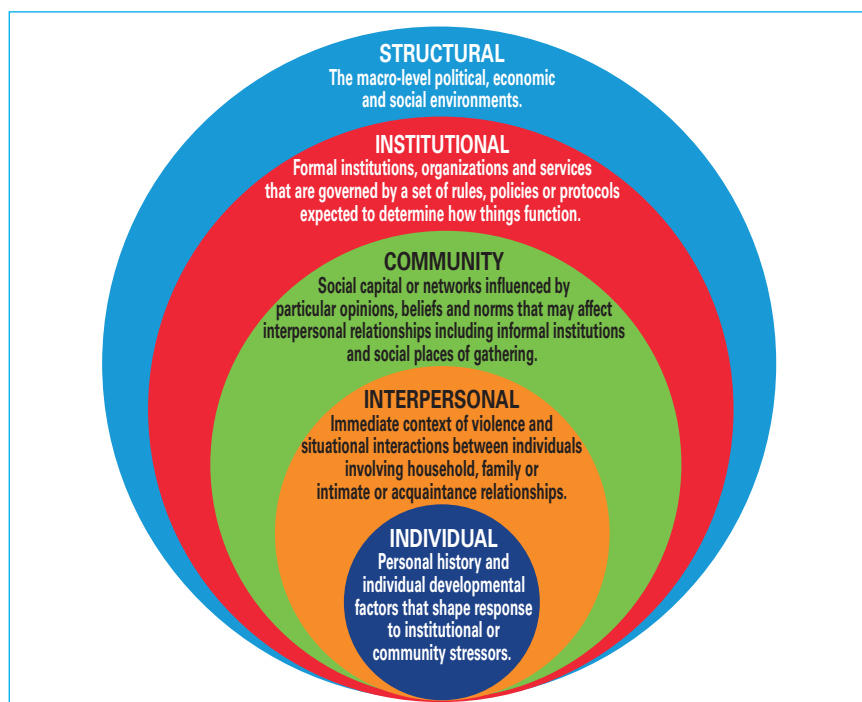 STRUCTURAL
The macro-level political, economic
and social environments.
INSTITUTIONAL
Formal institutions, organizations and services
that are governed by a set of rules, policies or protocols
expected to determine how things function.
COMMUNITY
Social capital or networks influenced by
particular opinions, beliefs and norms that may affect
interpersonal relationships including informal institutions
and social places of gathering.
INTERPERSONAL
Immediate context of violence and
situational interactions between individuals
involving household, family or
intimate or acquaintance relationships.
INDIVIDUAL
Personal history and
individual developmental
factors that shape response
to institutional or
community stressors.